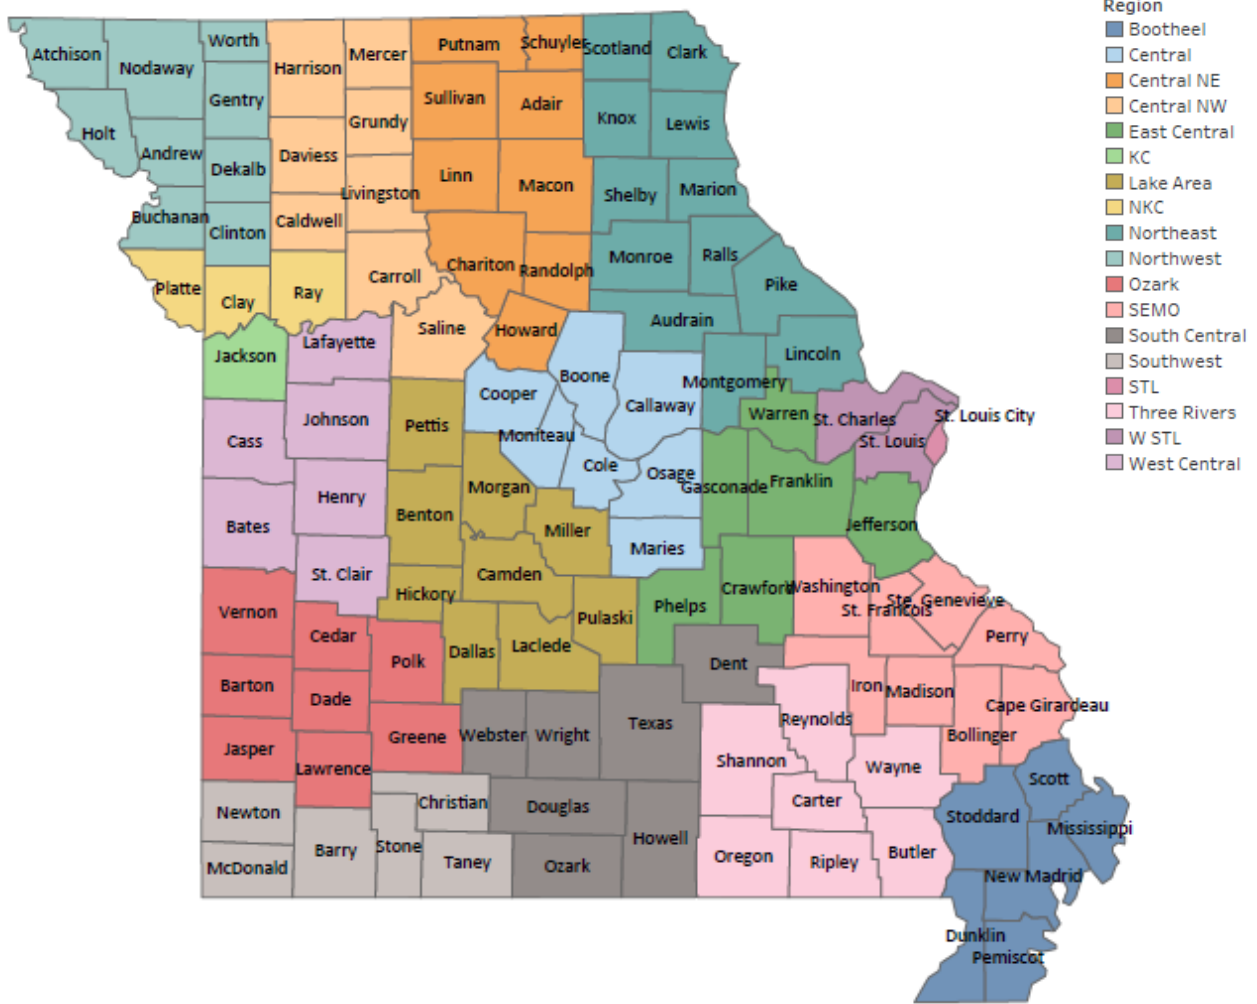 Region
Bootheel
Central
Central NE
Central NW
East Central
KC
Lake Area
NKC
Northeast
Northwest
Ozark
SEMO
South Central
Southwest
STL
Three Rivers
W STL
West Central
Atchison
Nodaway
Worth
Harrison
Mercer
Putnam
Schuyler
Scotland
Clark
Gentry
Sullivan
Adair
Knox
Lewis
Holt
Andrew
Dekalb
Daviess
Grundy
Linn
Macon
Shelby
Marion
Livingston
Buchanan
Clinton
Caldwell
Carroll
Chariton
Randolph
Monroe
Ralls
Pike
Platte
Clay
Ray
Saline
Howard
Audrain
Lincoln
Jackson
Lafayette
Cooper
Boone
Callaway
Montgomery
Warren
St. Charles
St. Louis
St. Louis City
Cass
Johnson
Pettis
Moniteau
Cole
Osage
Gasconade
Franklin
Jefferson
Bates
Henry
Benton
Morgan
Miller
Maries
St. Clair
Hickory
Camden
Pulaski
Phelps
Crawford
Washington
St. Francois
Ste. Genevieve
Perry
Vernon
Cedar
Polk
Dallas
Laclede
Dent
Iron
Madison
Cape Girardeau
Bollinger
Barton
Dade
Greene
Webster
Wright
Texas
Reynolds
Shannon
Wayne
Jasper
Lawrence
Christian
Douglas
Howell
Carter
Butler
Stoddard
Scott
Mississippi
Newton
McDonald
Barry
Stone
Taney
Ozark
Oregon
Ripley
New Madrid
Dunklin
Pemiscot